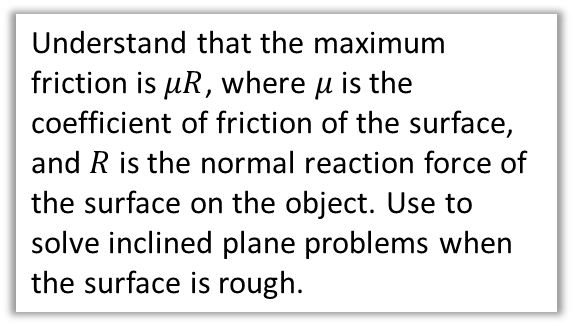 Understand that the maximum
friction is 𝜇𝑅, where 𝜇 is the
coefficient of friction of the surface,
and 𝑅 is the normal reaction force of
the surface on the object. Use to
solve inclined plane problems when
the surface is rough.